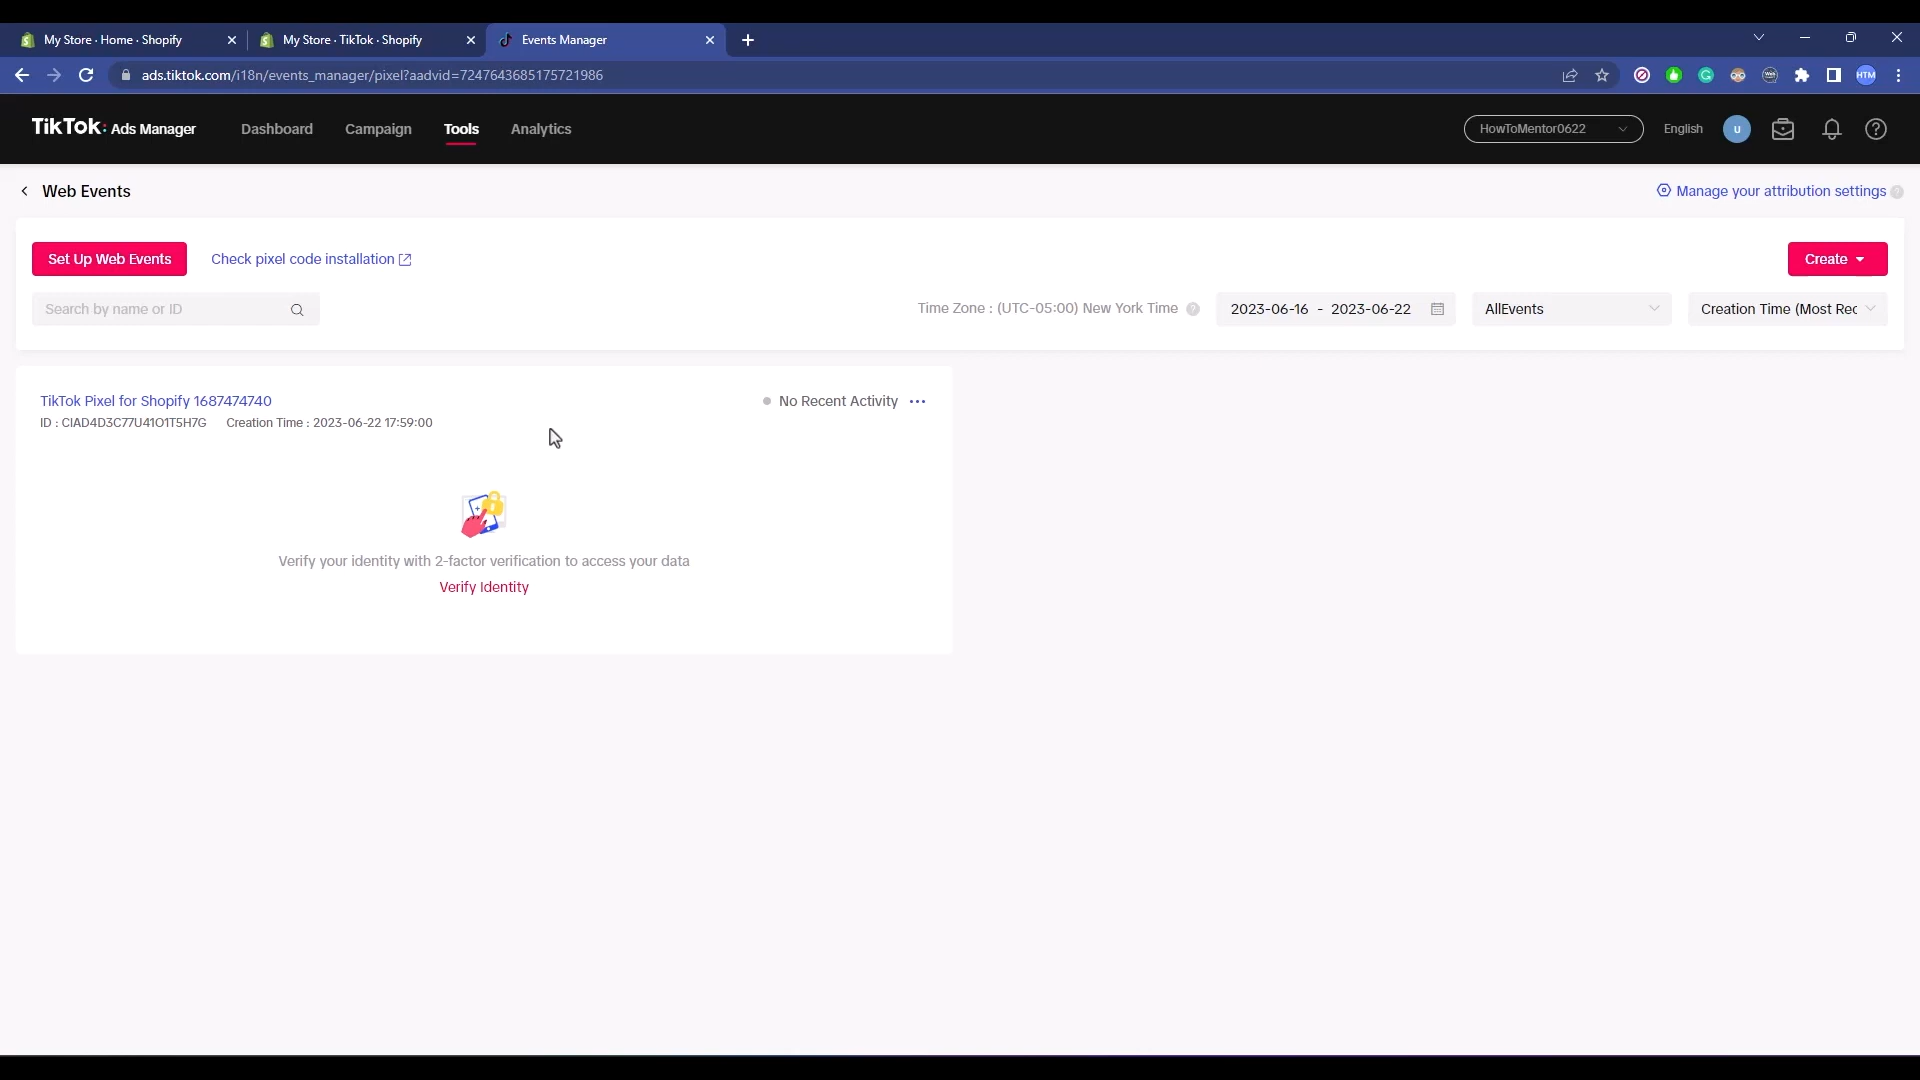 My Store · Home · Shopify
My Store · TikTok · Shopify
Events Manager
ads.tiktok.com/i18n/events_manager/pixel?aadvid=7247643685175721986
HTM
TikTok: Ads Manager
Dashboard
Campaign
Tools
Analytics
HowToMentor0622
English
U
Web Events
Manage your attribution settings
Set Up Web Events
Check pixel code installation
Create
Search by name or ID
Time Zone : (UTC-05:00) New York Time
2023-06-16 - 2023-06-22
AllEvents
Creation Time (Most Rec
TikTok Pixel for Shopify 1687474740
No Recent Activity
ID : CIAD4D3C77U41O1T5H7G Creation Time : 2023-06-22 17:59:00
Verify your identity with 2-factor verification to access your data
Verify Identity